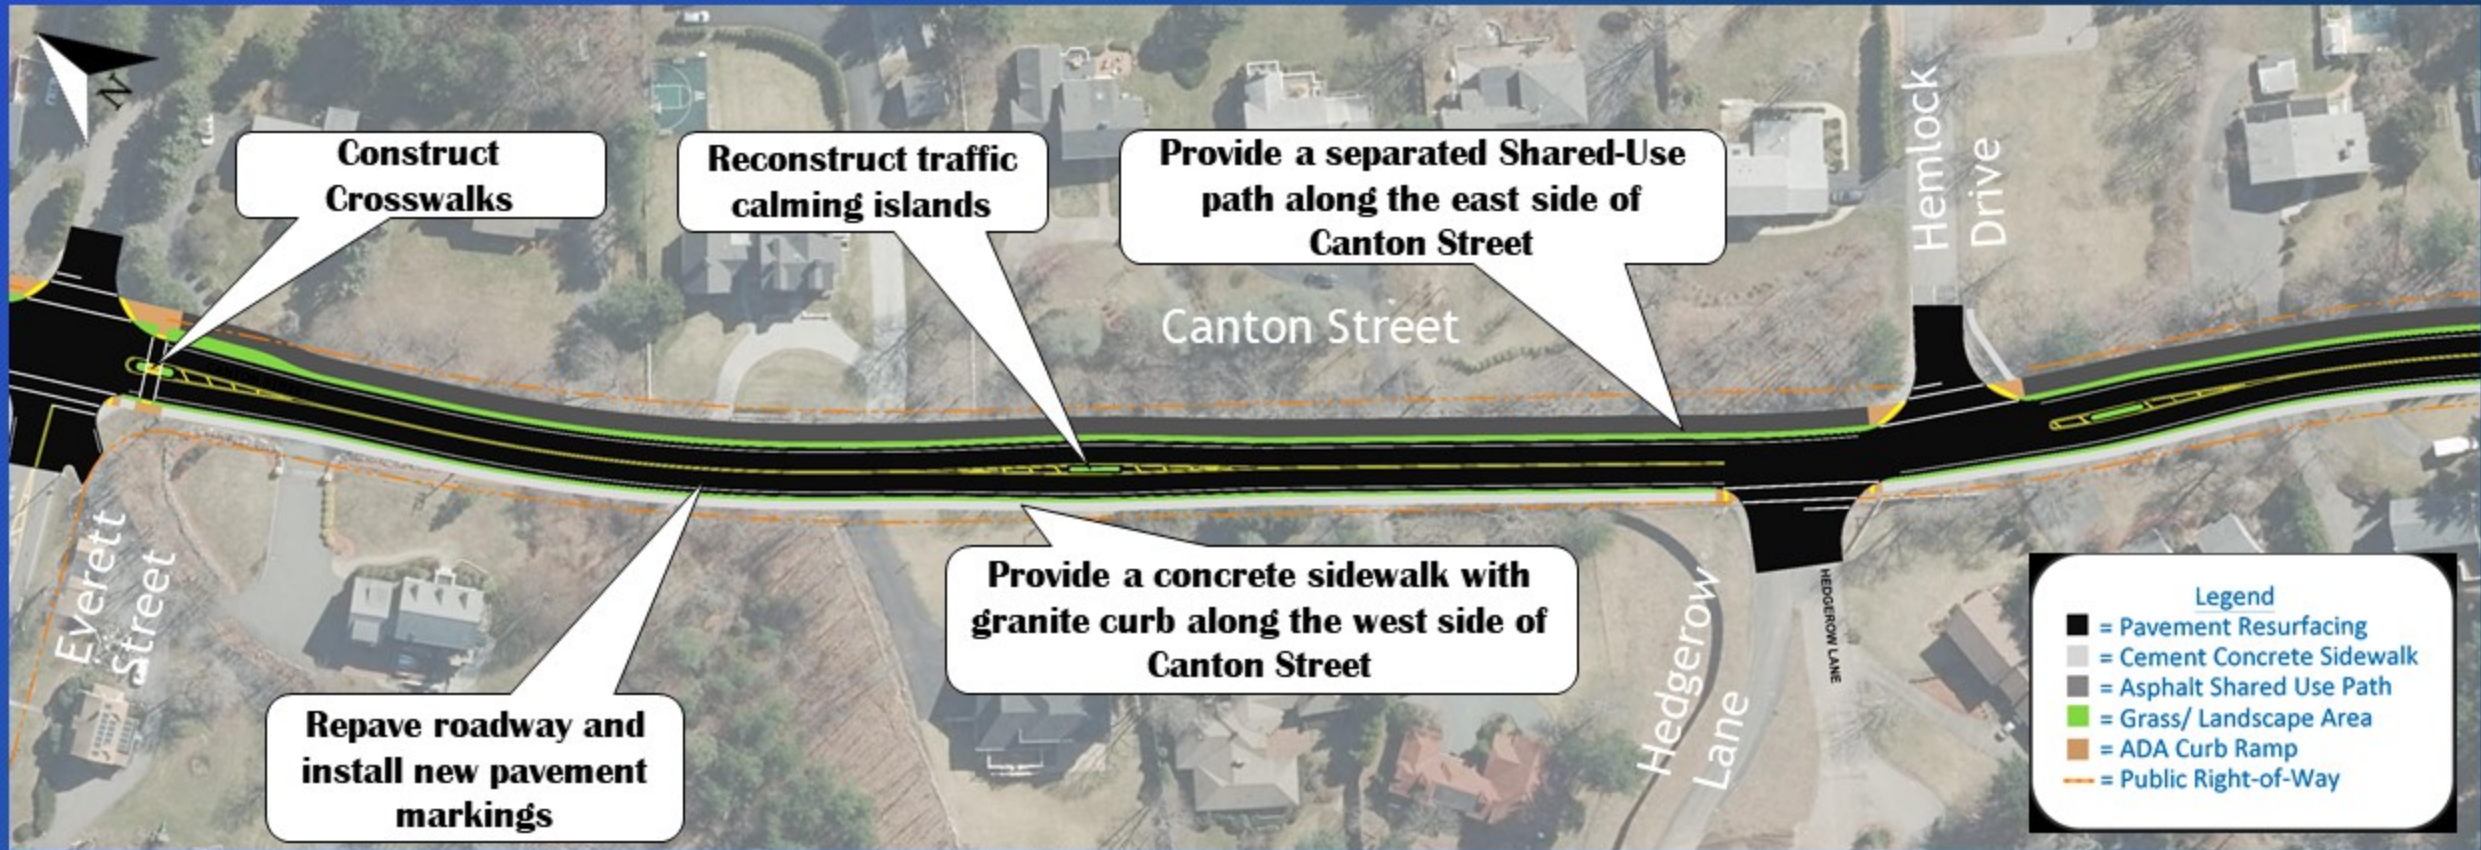 N
Construct
Crosswalks
Reconstruct traffic
calming islands
Provide a separated Shared-Use
path along the east side of
Canton Street
Hemlock
Drive
Canton Street
Everett
Street
Repave roadway and
install new pavement
markings
Provide a concrete sidewalk with
granite curb along the west side of
Canton Street
Hedgerow
Lane
HEDGEROW LANE
Legend
= Pavement Resurfacing
= Cement Concrete Sidewalk
= Asphalt Shared Use Path
= Grass/ Landscape Area
= ADA Curb Ramp
= Public Right-of-Way